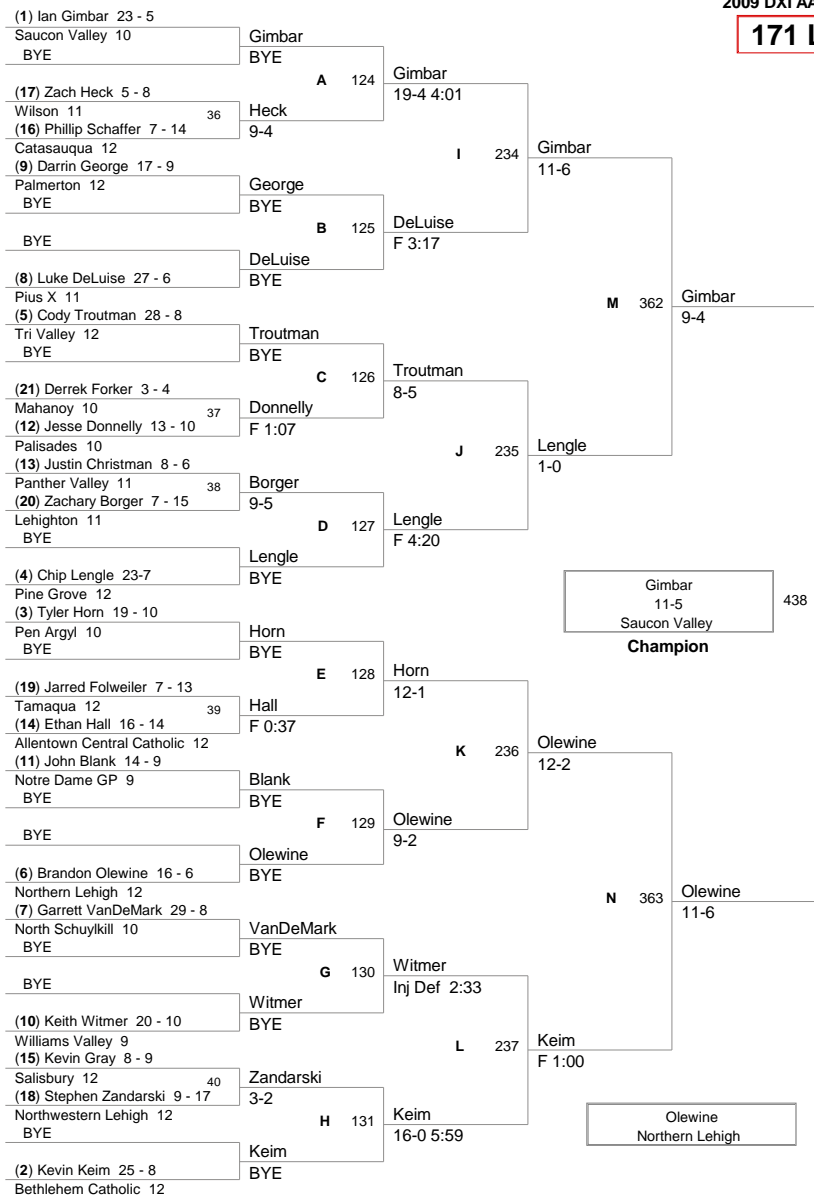 2009 DXI AA
171 L
(1) Ian Gimbar 23 - 5
Saucon Valley 10
BYE
Gimbar
BYE
A 124
Gimbar
19-4 4:01
(17) Zach Heck 5 - 8
Wilson 11
36
(16) Phillip Schaffer 7 - 14
Catasauqua 12
Heck
9-4
I 234
Gimbar
11-6
(9) Darrin George 17 - 9
Palmerton 12
BYE
George
BYE
B 125
DeLuise
F 3:17
BYE
DeLuise
BYE
(8) Luke DeLuise 27 - 6
Pius X 11
M 362
Gimbar
9-4
(5) Cody Troutman 28 - 8
Tri Valley 12
BYE
Troutman
BYE
C 126
Troutman
8-5
(21) Derrek Forker 3 - 4
Mahanoy 10
37
(12) Jesse Donnelly 13 - 10
Palisades 10
Donnelly
F 1:07
J 235
Lengle
1-0
(13) Justin Christman 8 - 6
Panther Valley 11
38
(20) Zachary Borger 7 - 15
Lehighton 11
Borger
9-5
D 127
Lengle
F 4:20
BYE
Lengle
BYE
(4) Chip Lengle 23-7
Pine Grove 12
Gimbar
11-5
Saucon Valley
438
Champion
(3) Tyler Horn 19 - 10
Pen Argyl 10
BYE
Horn
BYE
E 128
Horn
12-1
(19) Jarred Folweiler 7 - 13
Tamaqua 12
39
(14) Ethan Hall 16 - 14
Allentown Central Catholic 12
Hall
F 0:37
K 236
Olewine
12-2
(11) John Blank 14 - 9
Notre Dame GP 9
BYE
Blank
BYE
F 129
Olewine
9-2
BYE
Olewine
BYE
(6) Brandon Olewine 16 - 6
Northern Lehigh 12
N 363
Olewine
11-6
(7) Garrett VanDeMark 29 - 8
North Schuylkill 10
BYE
VanDeMark
BYE
G 130
Witmer
Inj Def 2:33
BYE
Witmer
BYE
(10) Keith Witmer 20 - 10
Williams Valley 9
L 237
Keim
F 1:00
(15) Kevin Gray 8 - 9
Salisbury 12
40
(18) Stephen Zandarski 9 - 17
Northwestern Lehigh 12
Zandarski
3-2
H 131
Keim
16-0 5:59
BYE
Keim
BYE
(2) Kevin Keim 25 - 8
Bethlehem Catholic 12
Olewine
Northern Lehigh